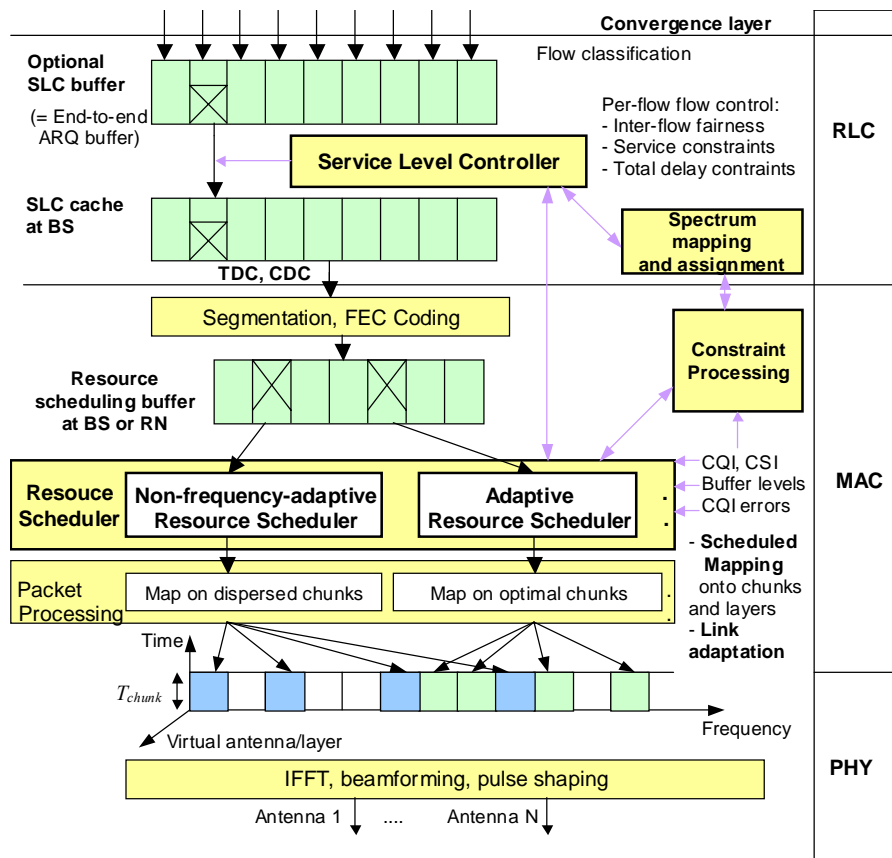 Convergence layer
Optional
SLC buffer
(= End-to-end
ARQ buffer)
Flow classification
Per-flow flow control:
- Inter-flow fairness
- Service constraints
- Total delay contraints
RLC
Service Level Controller
SLC cache
at BS
Spectrum
mapping
and assignment
TDC, CDC
Segmentation, FEC Coding
Constraint
Processing
Resource
scheduling buffer
at BS or RN
CQI, CSI
Buffer levels
CQI errors
MAC
Resouce
Scheduler
Non-frequency-adaptive
Resource Scheduler
Adaptive
Resource Scheduler
.
.
- Scheduled
Mapping
onto chunks
and layers
- Link
adaptation
Packet
Processing
Map on dispersed chunks
Map on optimal chunks
.
.
Time
Tchunk
Frequency
Virtual antenna/layer
PHY
IFFT, beamforming, pulse shaping
Antenna 1 .... Antenna N